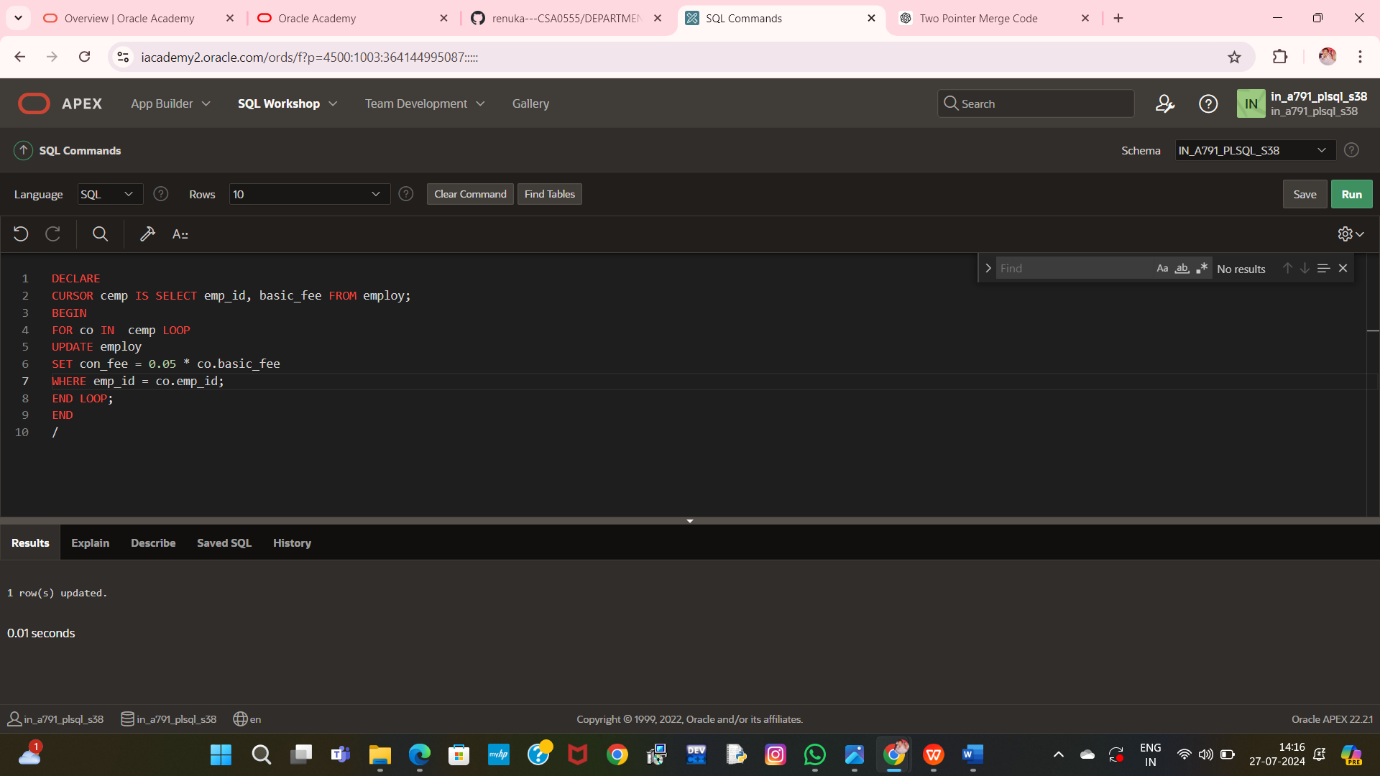 Overview | Oracle Academy
Oracle Academy
renuka---CSA0555/DEPARTMEN
SQL Commands
Two Pointer Merge Code
iacademy2.oracle.com/ords/f?p=4500:1003:364144995087:::::
APEX
App Builder
SQL Workshop
Team Development
Gallery
Search
IN
in_a791_plsql_s38
in_a791_plsql_s38
SQL Commands
Schema
IN_A791_PLSQL_S38
Language
SQL
Rows
10
Clear Command
Find Tables
Save
Run
A::
Find
Aa
ab
No results
1 DECLARE
2 CURSOR cemp IS SELECT emp_id, basic_fee FROM employ;
3 BEGIN
4 FOR co IN  cemp LOOP
5 UPDATE employ
6 SET con_fee = 0.05 * co.basic_fee
7 WHERE emp_id = co.emp_id;
8 END LOOP;
9 END
10 /
Results
Explain
Describe
Saved SQL
History
1 row(s) updated.
0.01 seconds
in_a791_plsql_s38
in_a791_plsql_s38
en
Copyright © 1999, 2022, Oracle and/or its affiliates.
Oracle APEX 22.2.1
1
myhp
DEV
ENG
IN
14:16
27-07-2024
PRE